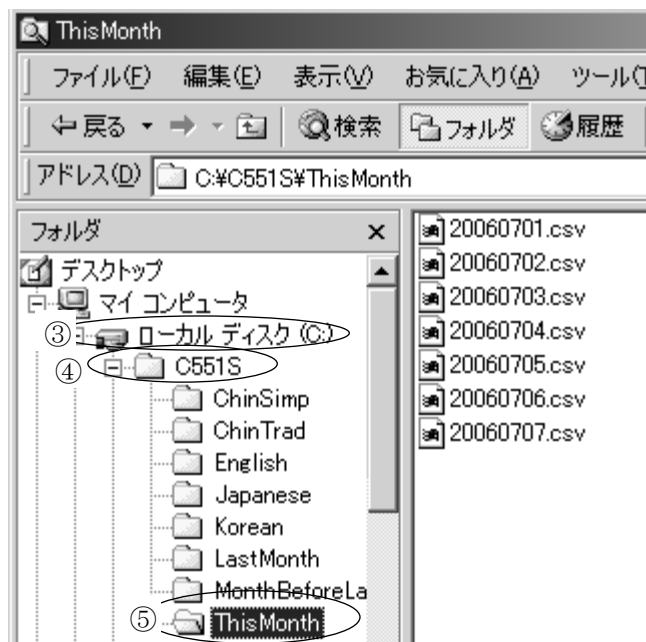 ThisMonth
ファイル(F) 編集(E) 表示(V) お気に入り(A) ツール(T
戻る 検索 フォルダ 履歴
アドレス(D) C:¥C551S¥ThisMonth
フォルダ ×
デスクトップ
マイ コンピュータ
③ ローカル ディスク (C:)
④ C551S
ChinSimp
ChinTrad
English
Japanese
Korean
LastMonth
MonthBeforeLa
⑤ ThisMonth
20060701.csv
20060702.csv
20060703.csv
20060704.csv
20060705.csv
20060706.csv
20060707.csv